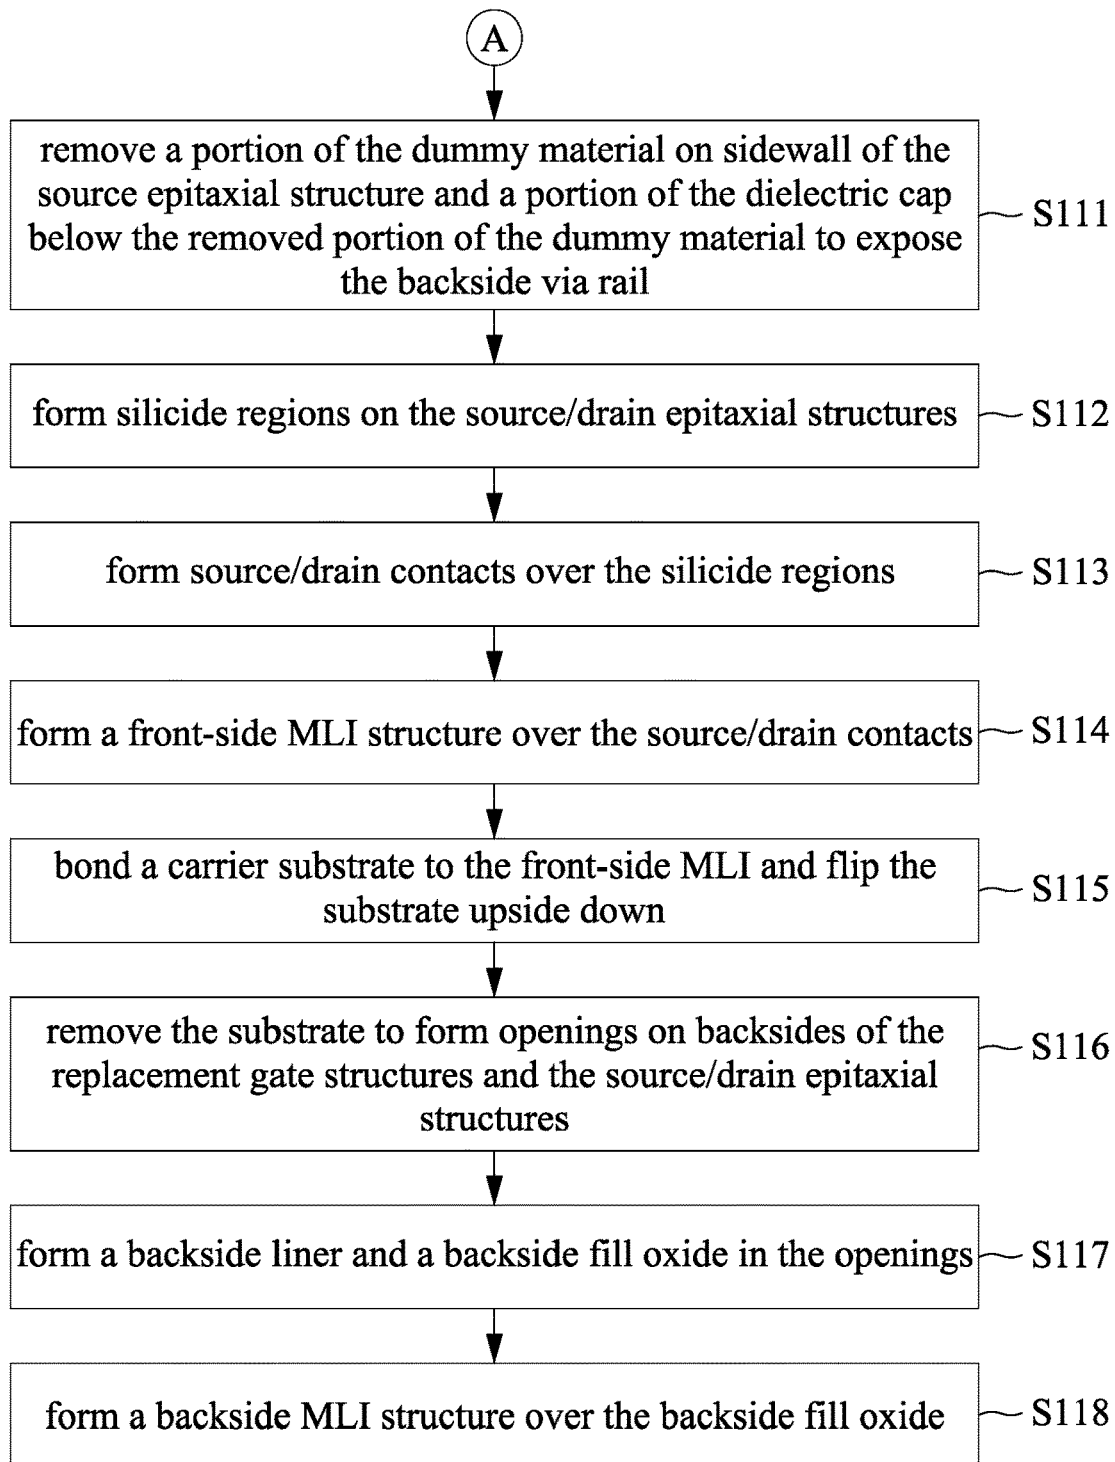 A
remove a portion of the dummy material on sidewall of the
source epitaxial structure and a portion of the dielectric cap
below the removed portion of the dummy material to expose
the backside via rail
S111
form silicide regions on the source/drain epitaxial structures
S112
form source/drain contacts over the silicide regions
S113
form a front-side MLI structure over the source/drain contacts
S114
bond a carrier substrate to the front-side MLI and flip the
substrate upside down
S115
remove the substrate to form openings on backsides of the
replacement gate structures and the source/drain epitaxial
structures
S116
form a backside liner and a backside fill oxide in the openings
S117
form a backside MLI structure over the backside fill oxide
S118